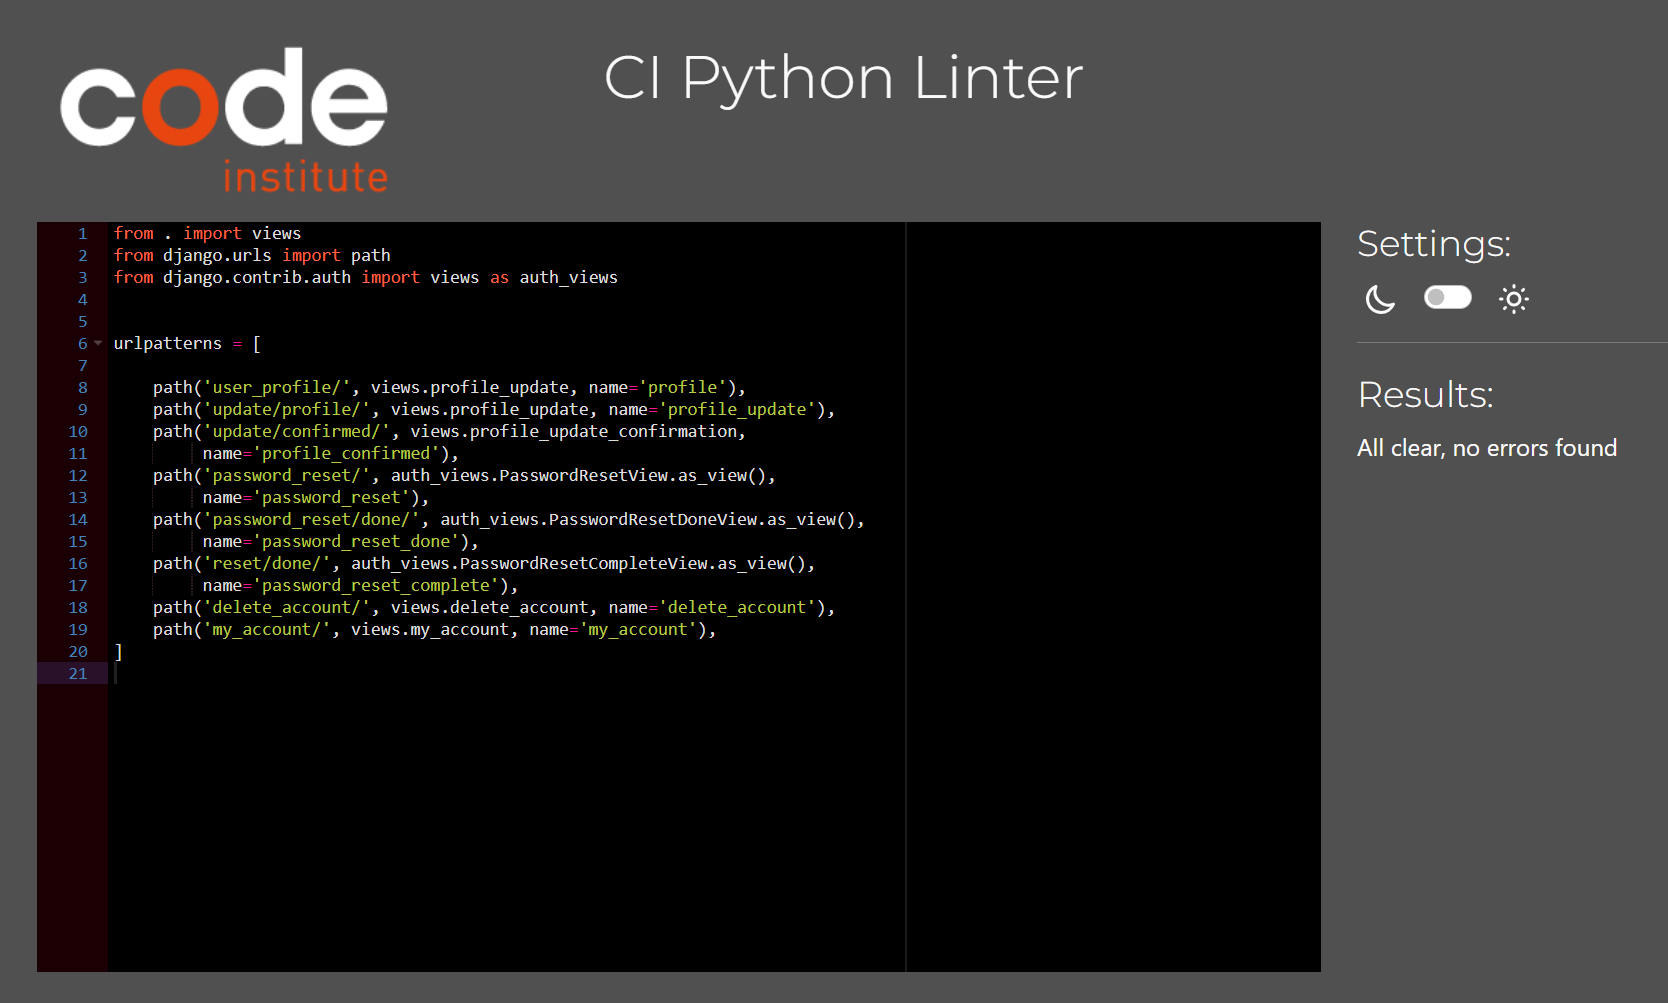 code
institute
CI Python Linter
1 from . import views
2 from django.urls import path
3 from django.contrib.auth import views as auth_views
4
5
6 urlpatterns = [
7
8     path('user_profile/', views.profile_update, name='profile'),
9     path('update/profile/', views.profile_update, name='profile_update'),
10     path('update/confirmed/', views.profile_update_confirmation,
11          name='profile_confirmed'),
12     path('password_reset/', auth_views.PasswordResetView.as_view(),
13          name='password_reset'),
14     path('password_reset/done/', auth_views.PasswordResetDoneView.as_view(),
15          name='password_reset_done'),
16     path('reset/done/', auth_views.PasswordResetCompleteView.as_view(),
17          name='password_reset_complete'),
18     path('delete_account/', views.delete_account, name='delete_account'),
19     path('my_account/', views.my_account, name='my_account'),
20 ]
21
Settings:
Results:
All clear, no errors found